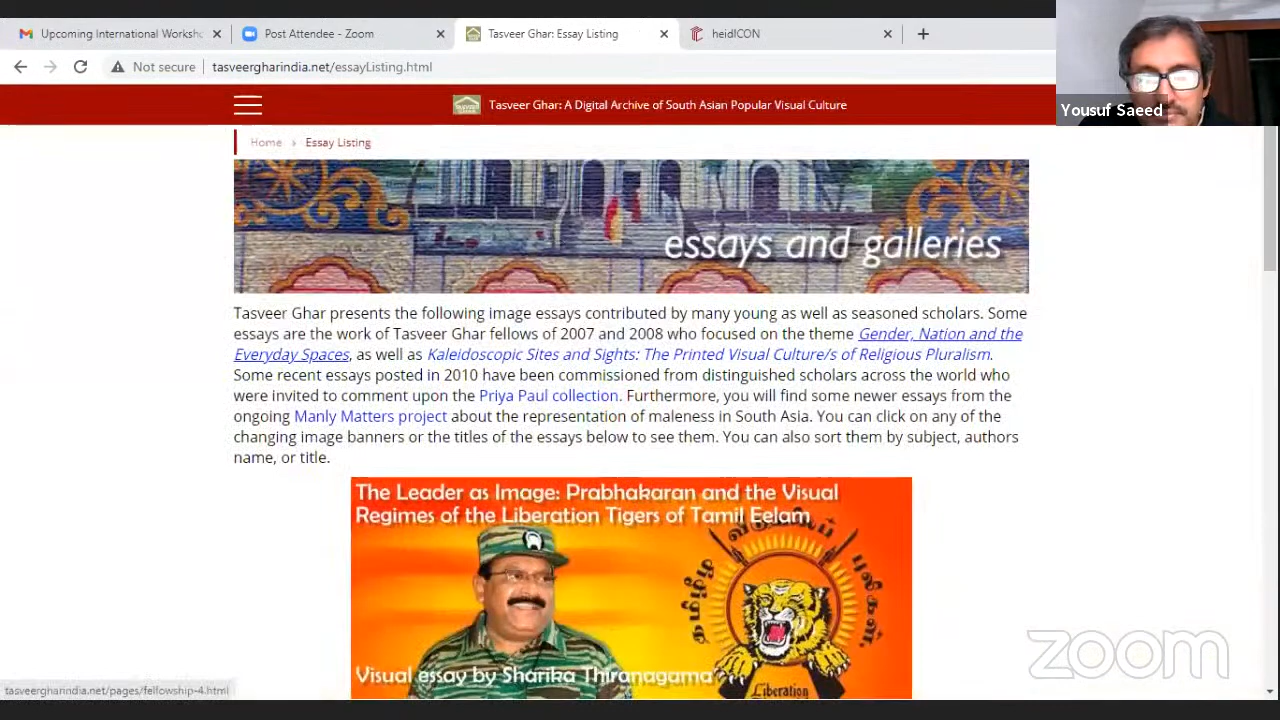 Upcoming International Worksho
Post Attendee - Zoom
Tasveer Ghar: Essay Listing
heidICON
Not secure
tasveergharindia.net/essayListing.html
Tasveer Ghar: A Digital Archive of South Asian Popular Visual Culture
Yousuf Saeed
Home
Essay Listing
essays and galleries
Tasveer Ghar presents the following image essays contributed by many young as well as seasoned scholars. Some
essays are the work of Tasveer Ghar fellows of 2007 and 2008 who focused on the theme Gender, Nation and the
Everyday Spaces, as well as Kaleidoscopic Sites and Sights: The Printed Visual Culture/s of Religious Pluralism.
Some recent essays posted in 2010 have been commissioned from distinguished scholars across the world who
were invited to comment upon the Priya Paul collection. Furthermore, you will find some newer essays from the
ongoing Manly Matters project about the representation of maleness in South Asia. You can click on any of the
changing image banners or the titles of the essays below to see them. You can also sort them by subject, authors
name, or title.
The Leader as Image: Prabhakaran and the Visual
Regimes of the Liberation Tigers of Tamil Eelam
தமிழீழ விடுதலைப் புலிகள்
Visual essay by Sharika Thiranagama
Liberation
zoom
tasveergharindia.net/pages/fellowship-4.html